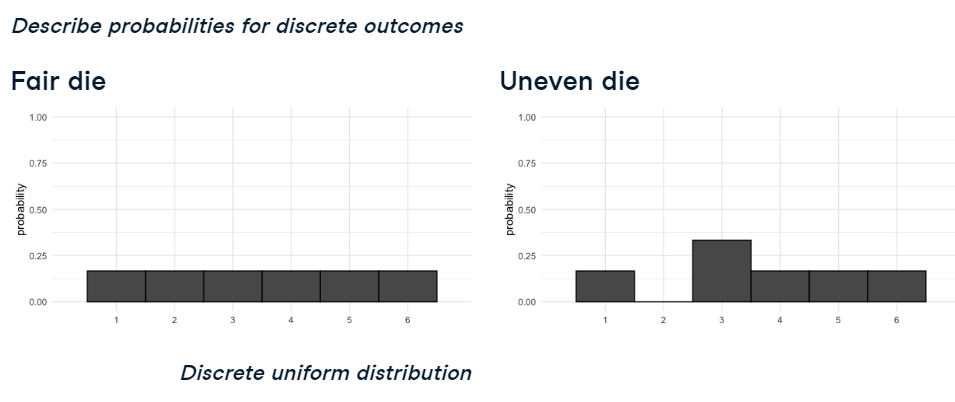 Describe probabilities for discrete outcomes
Fair die
1.00
0.75
0.50
0.25
0.00
probability
1 2 3 4 5 6
Uneven die
1.00
0.75
0.50
0.25
0.00
probability
1 2 3 4 5 6
Discrete uniform distribution